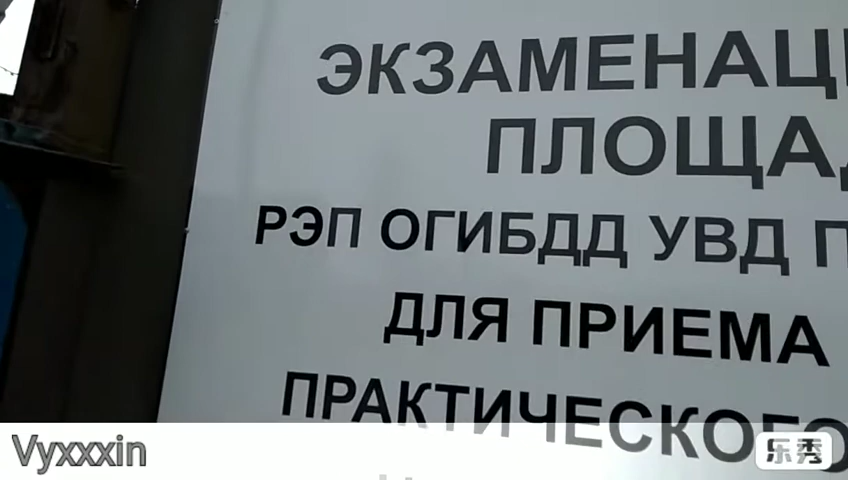 ЭКЗАМЕНАЦ
ПЛОЩАД
РЭП ОГИБДД УВД П
ДЛЯ ПРИЕМА
ПРАКТИЧЕСКОГО
Vyxxxin
乐秀